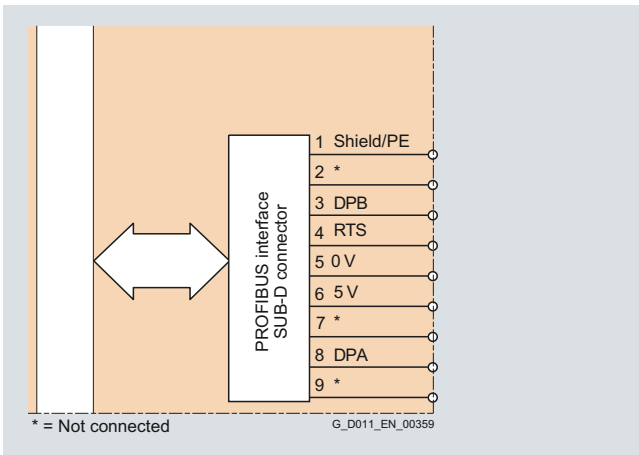 1 Shield/PE
2 *
3 DPB
4 RTS
5 0 V
6 5 V
7 *
8 DPA
9 *
PROFIBUS interface
SUB-D connector
* = Not connected
G_D011_EN_00359